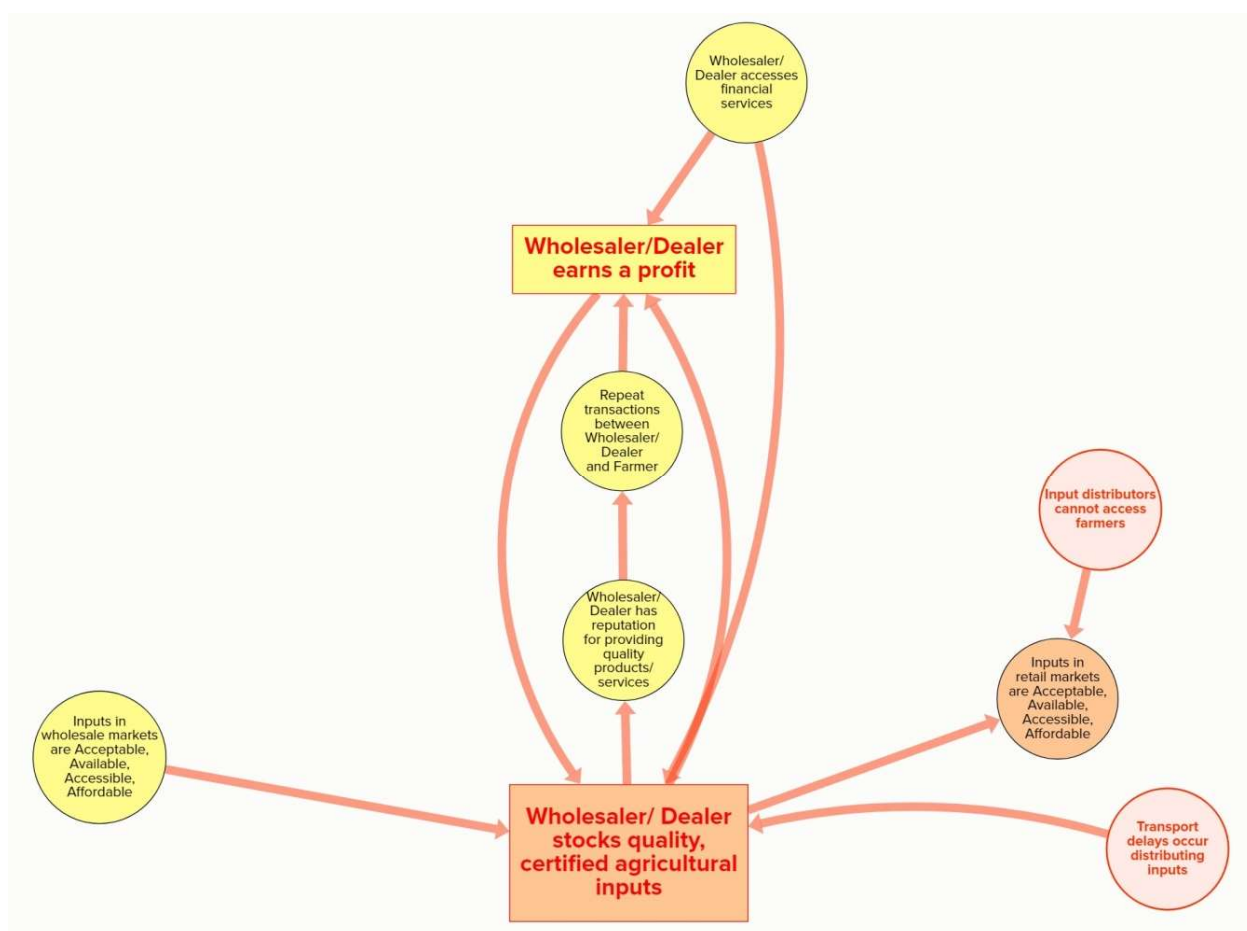 Wholesaler/
Dealer accesses
financial
services
Wholesaler/Dealer
earns a profit
Repeat
transactions
between
Wholesaler/
Dealer
and Farmer
Input distributors
cannot access
farmers
Wholesaler/
Dealer has
reputation
for providing
quality
products/
services
Inputs in
retail markets
are Acceptable,
Available,
Accessible,
Affordable
Inputs in
wholesale markets
are Acceptable,
Available,
Accessible,
Affordable
Wholesaler/ Dealer
stocks quality,
certified agricultural
inputs
Transport
delays occur
distributing
inputs